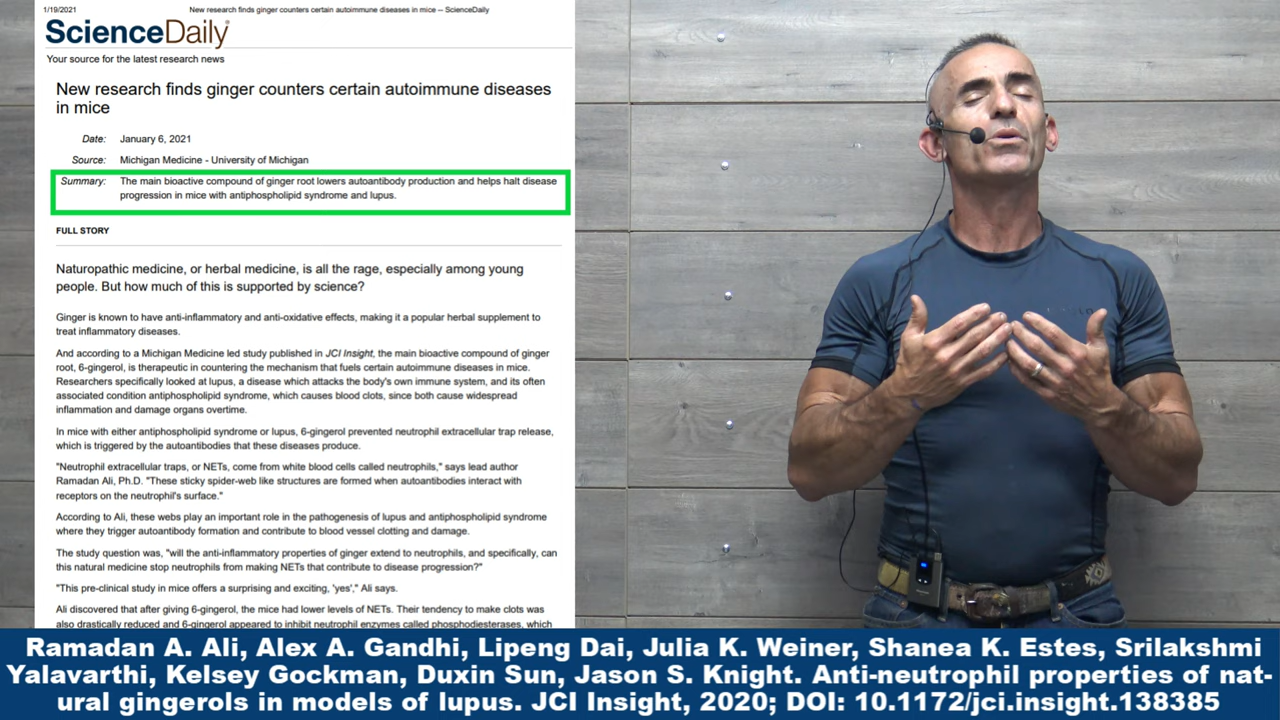 1/19/2021
New research finds ginger counters certain autoimmune diseases in mice -- ScienceDaily
ScienceDaily
Your source for the latest research news
New research finds ginger counters certain autoimmune diseases
in mice
Date: January 6, 2021
Source: Michigan Medicine - University of Michigan
Summary: The main bioactive compound of ginger root lowers autoantibody production and helps halt disease
progression in mice with antiphospholipid syndrome and lupus.
FULL STORY
Naturopathic medicine, or herbal medicine, is all the rage, especially among young
people. But how much of this is supported by science?
Ginger is known to have anti-inflammatory and anti-oxidative effects, making it a popular herbal supplement to
treat inflammatory diseases.
And according to a Michigan Medicine led study published in JCI Insight, the main bioactive compound of ginger
root, 6-gingerol, is therapeutic in countering the mechanism that fuels certain autoimmune diseases in mice.
Researchers specifically looked at lupus, a disease which attacks the body's own immune system, and its often
associated condition antiphospholipid syndrome, which causes blood clots, since both cause widespread
inflammation and damage organs overtime.
In mice with either antiphospholipid syndrome or lupus, 6-gingerol prevented neutrophil extracellular trap release,
which is triggered by the autoantibodies that these diseases produce.
"Neutrophil extracellular traps, or NETs, come from white blood cells called neutrophils," says lead author
Ramadan Ali, Ph.D. "These sticky spider-web like structures are formed when autoantibodies interact with
receptors on the neutrophil's surface."
According to Ali, these webs play an important role in the pathogenesis of lupus and antiphospholipid syndrome
where they trigger autoantibody formation and contribute to blood vessel clotting and damage.
The study question was, "will the anti-inflammatory properties of ginger extend to neutrophils, and specifically, can
this natural medicine stop neutrophils from making NETs that contribute to disease progression?"
"This pre-clinical study in mice offers a surprising and exciting, 'yes'," Ali says.
Ali discovered that after giving 6-gingerol, the mice had lower levels of NETs. Their tendency to make clots was
also drastically reduced and 6-gingerol appeared to inhibit neutrophil enzymes called phosphodiesterases, which
Ramadan A. Ali, Alex A. Gandhi, Lipeng Dai, Julia K. Weiner, Shanea K. Estes, Srilakshmi
Yalavarthi, Kelsey Gockman, Duxin Sun, Jason S. Knight. Anti-neutrophil properties of nat-
ural gingerols in models of lupus. JCI Insight, 2020; DOI: 10.1172/jci.insight.138385